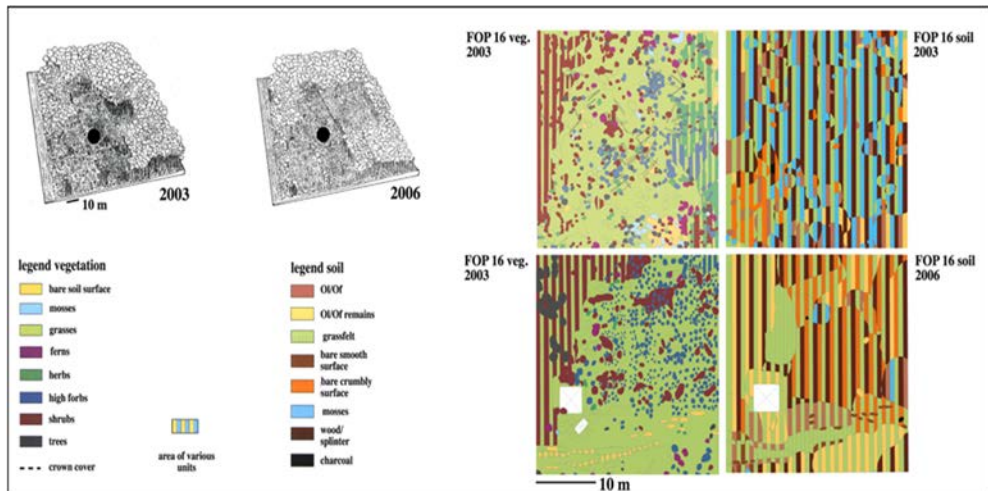 2003
10 m
2006
legend vegetation
bare soil surface
mosses
grasses
ferns
herbs
high forbs
shrubs
trees
crown cover
area of various
units
legend soil
Ol/Of
Ol/Of remains
grassfelt
bare smooth
surface
bare crumbly
surface
mosses
wood/
splinter
charcoal
FOP 16 veg.
2003
FOP 16 soil
2003
FOP 16 veg.
2003
FOP 16 soil
2006
10 m